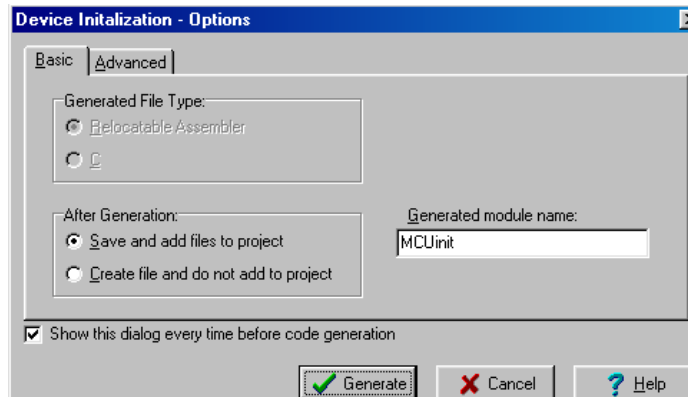 Device Initalization - Options
Basic Advanced
Generated File Type:
Relocatable Assembler
C
After Generation:
Save and add files to project
Create file and do not add to project
Generated module name:
MCUinit
Show this dialog every time before code generation
Generate Cancel Help